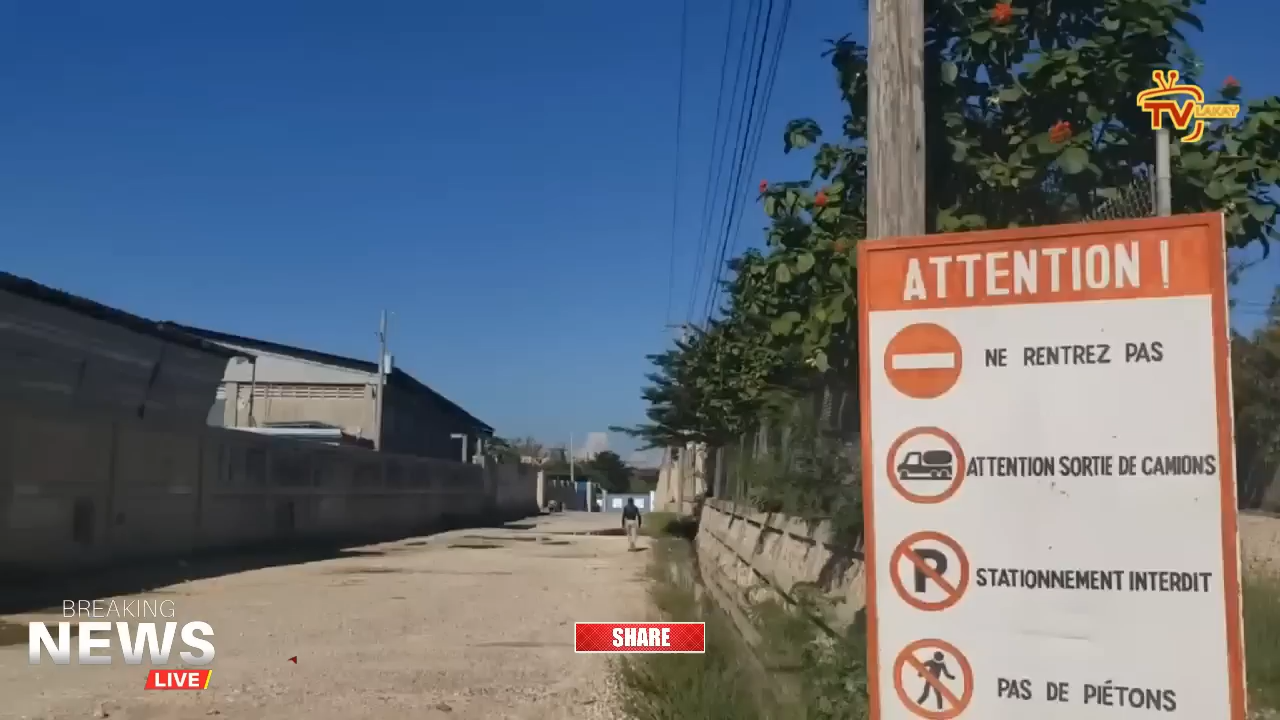 TV LAKAY
ATTENTION !
NE RENTREZ PAS
ATTENTION SORTIE DE CAMIONS
P
STATIONNEMENT INTERDIT
PAS DE PIÉTONS
BREAKING
NEWS
LIVE
SHARE